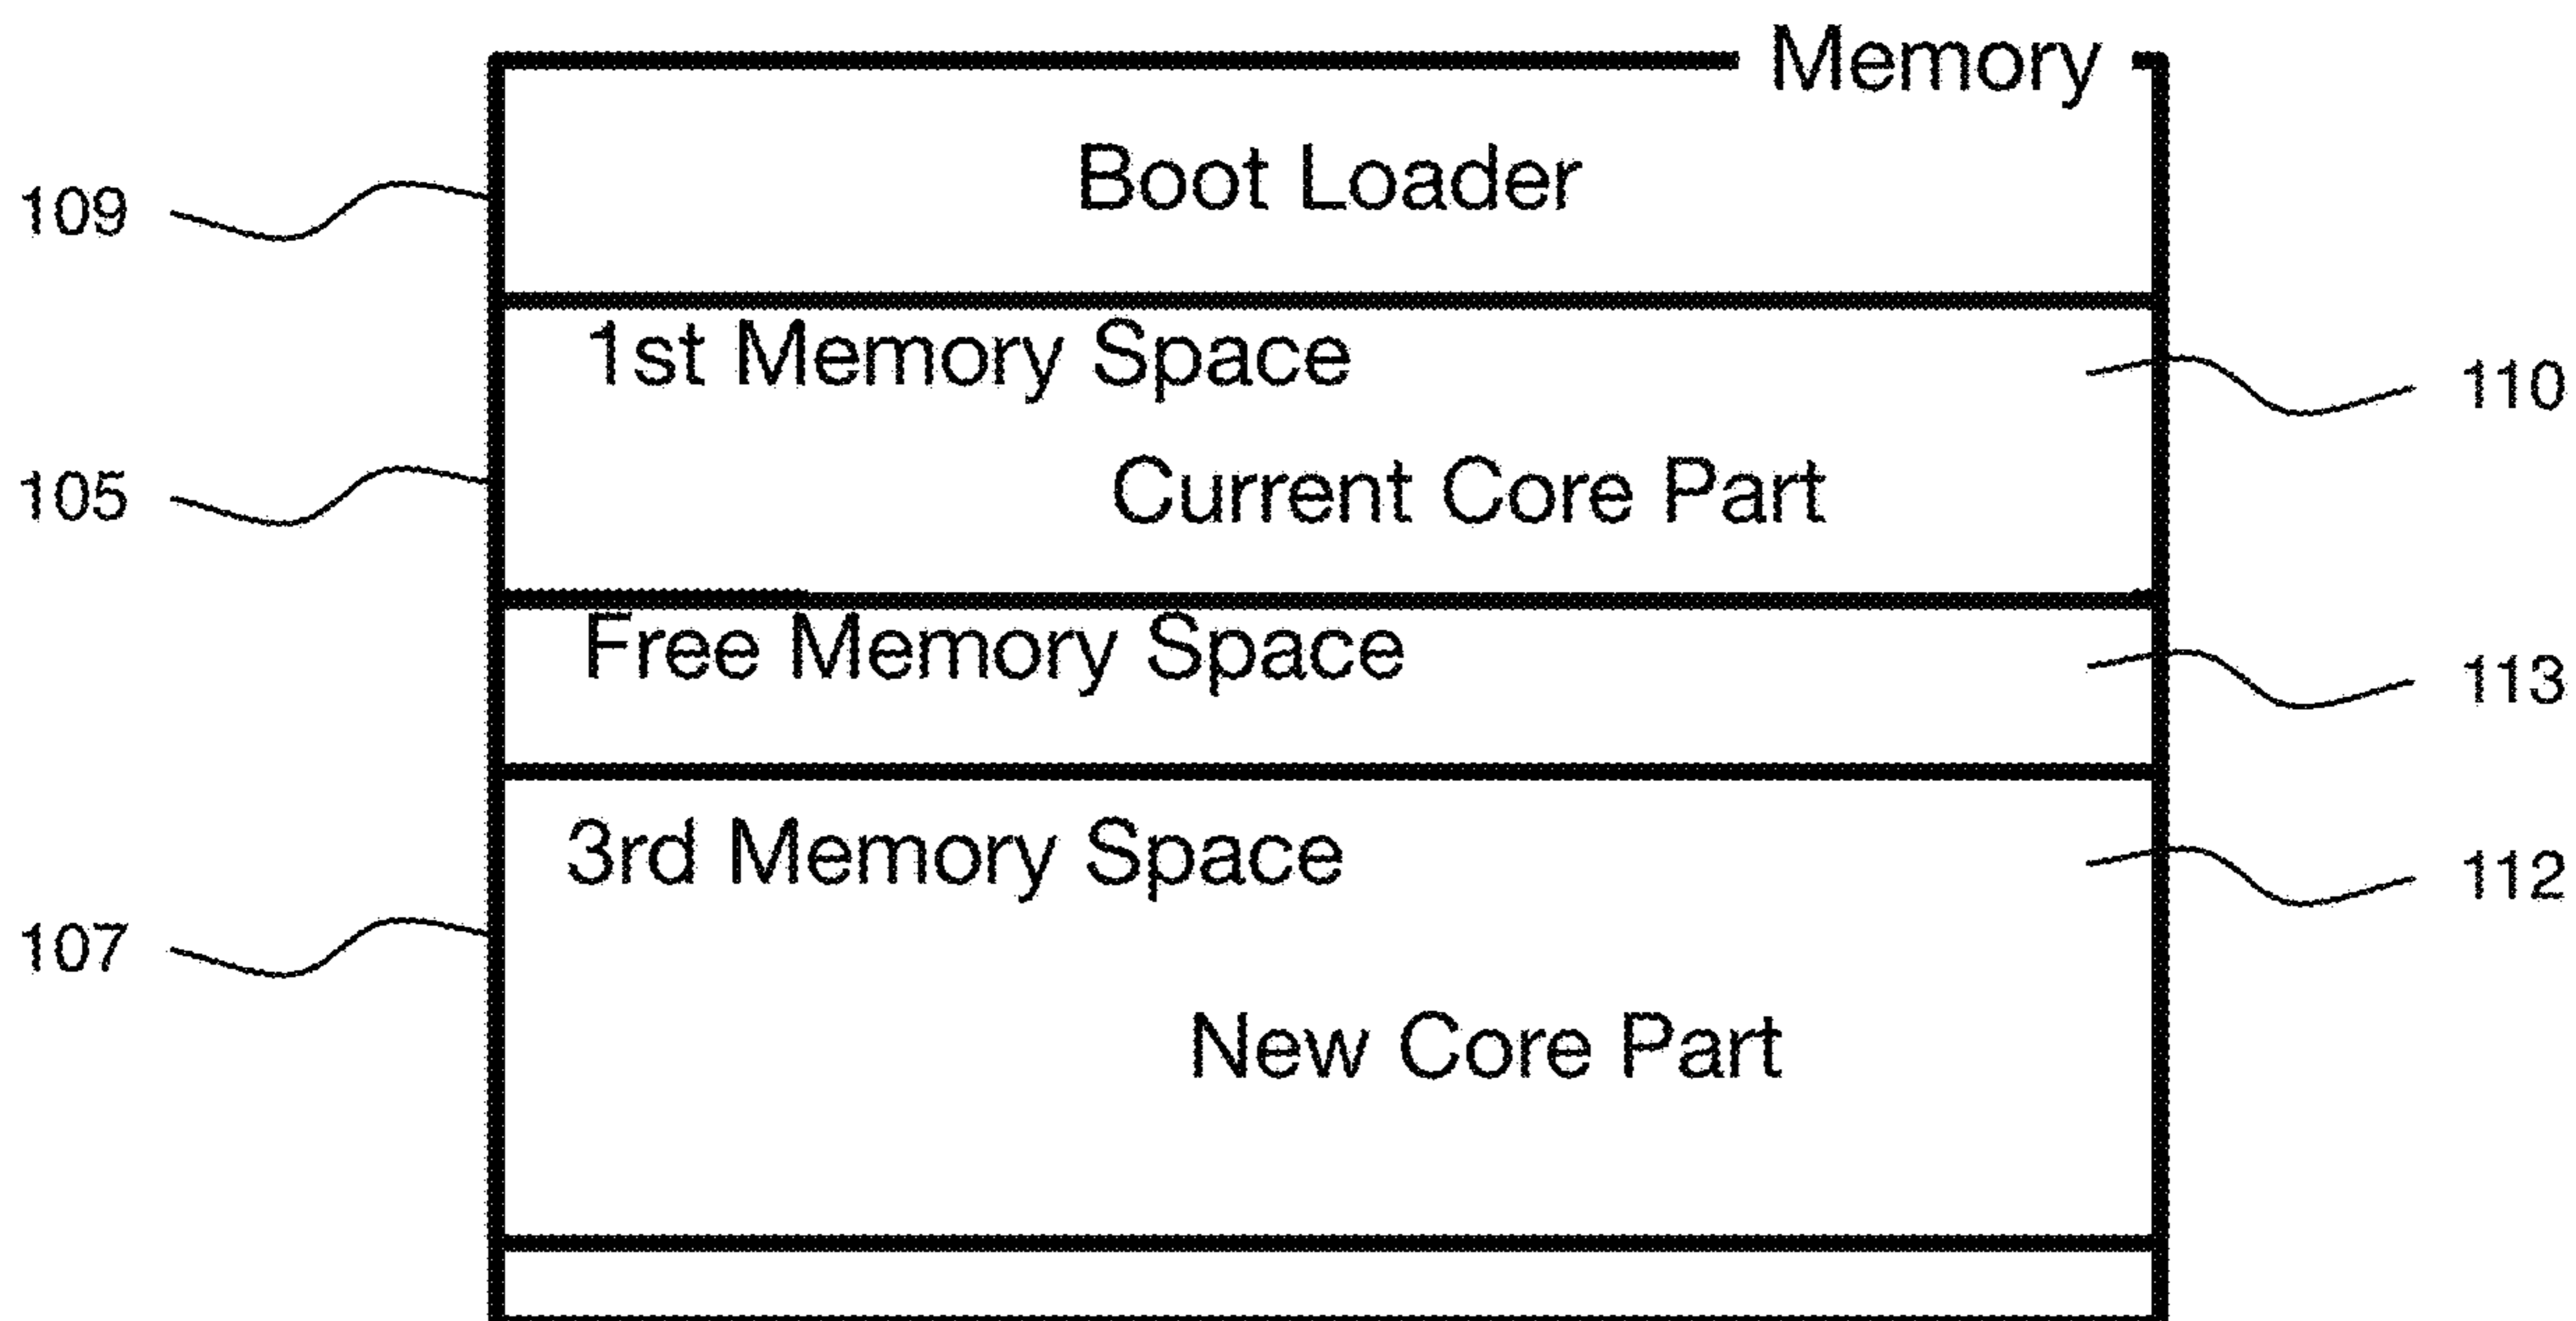 Memory
Boot Loader
109
1st Memory Space
110
Current Core Part
105
Free Memory Space
113
3rd Memory Space
112
107
New Core Part